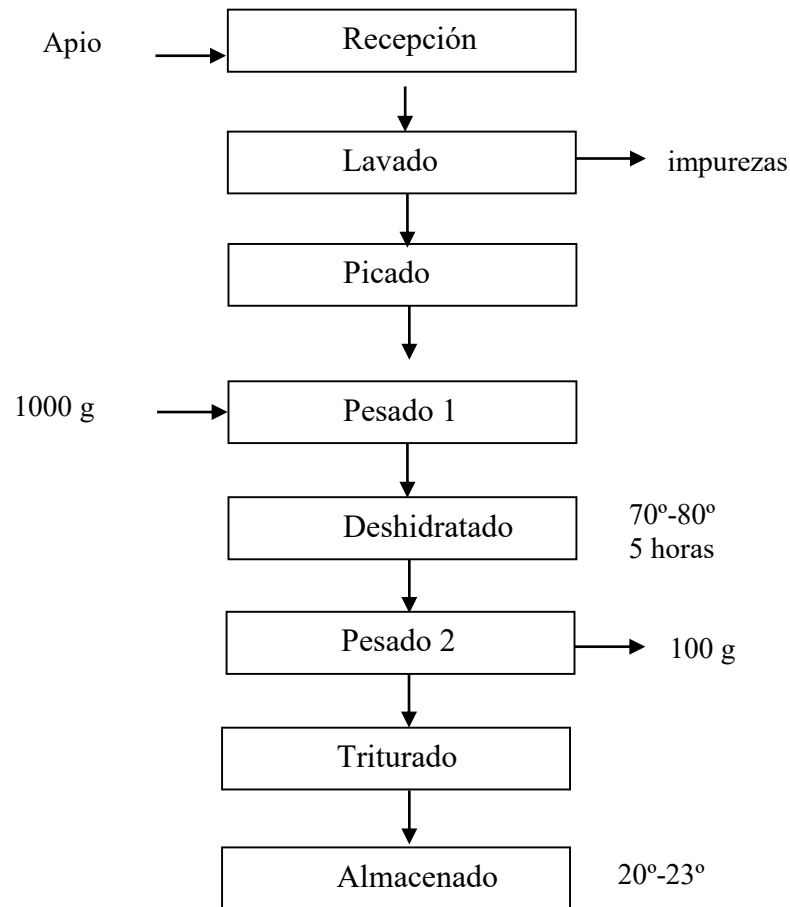 Apio
Recepción
Lavado
impurezas
Picado
1000 g
Pesado 1
Deshidratado
70º-80º
5 horas
Pesado 2
100 g
Triturado
Almacenado
20º-23º